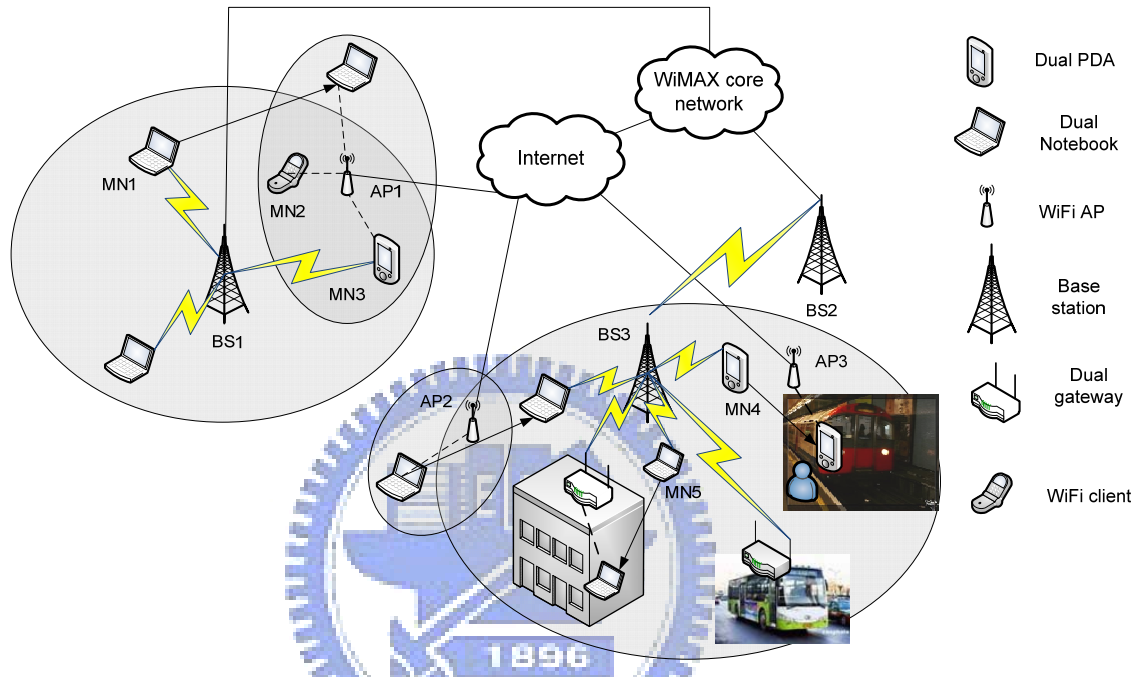 WiMAX core
network
Internet
MN1
MN2
AP1
MN3
BS1
BS2
BS3
AP2
MN4
AP3
MN5
1896
Dual PDA
Dual
Notebook
WiFi AP
Base
station
Dual
gateway
WiFi client